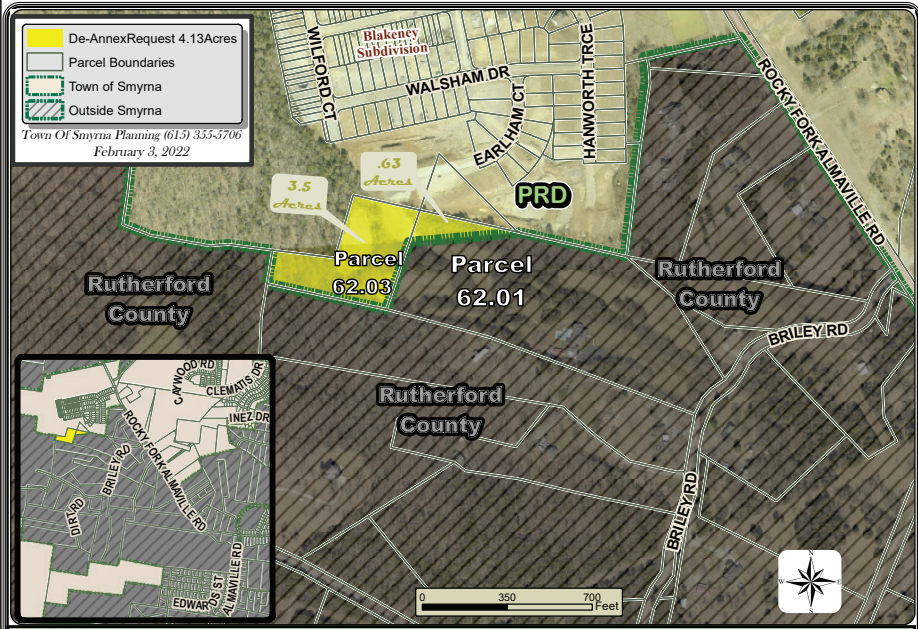 De-AnnexRequest 4.13Acres
Parcel Boundaries
Town of Smyrna
Outside Smyrna
Town Of Smyrna Planning (615) 355-5706
February 3, 2022
Blakeney
Subdivision
WILFORD CT
WALSHAM DR
EARLHAM CT
HANWORTH TRCE
ROCKY FORK ALMAVILLE RD
3.5
Acres
.63
Acres
PRD
Parcel
62.03
Parcel
62.01
Rutherford
County
Rutherford
County
Rutherford
County
BRILEY RD
BRILEY RD
CAYWOOD RD
CLEMATIS DR
INEZ DR
ROCKY FORK ALMAVILLE RD
BRILEY RD
DIRT RD
ALMAVILLE RD
EDWARDS ST
0 350 700
Feet
N
W E
S